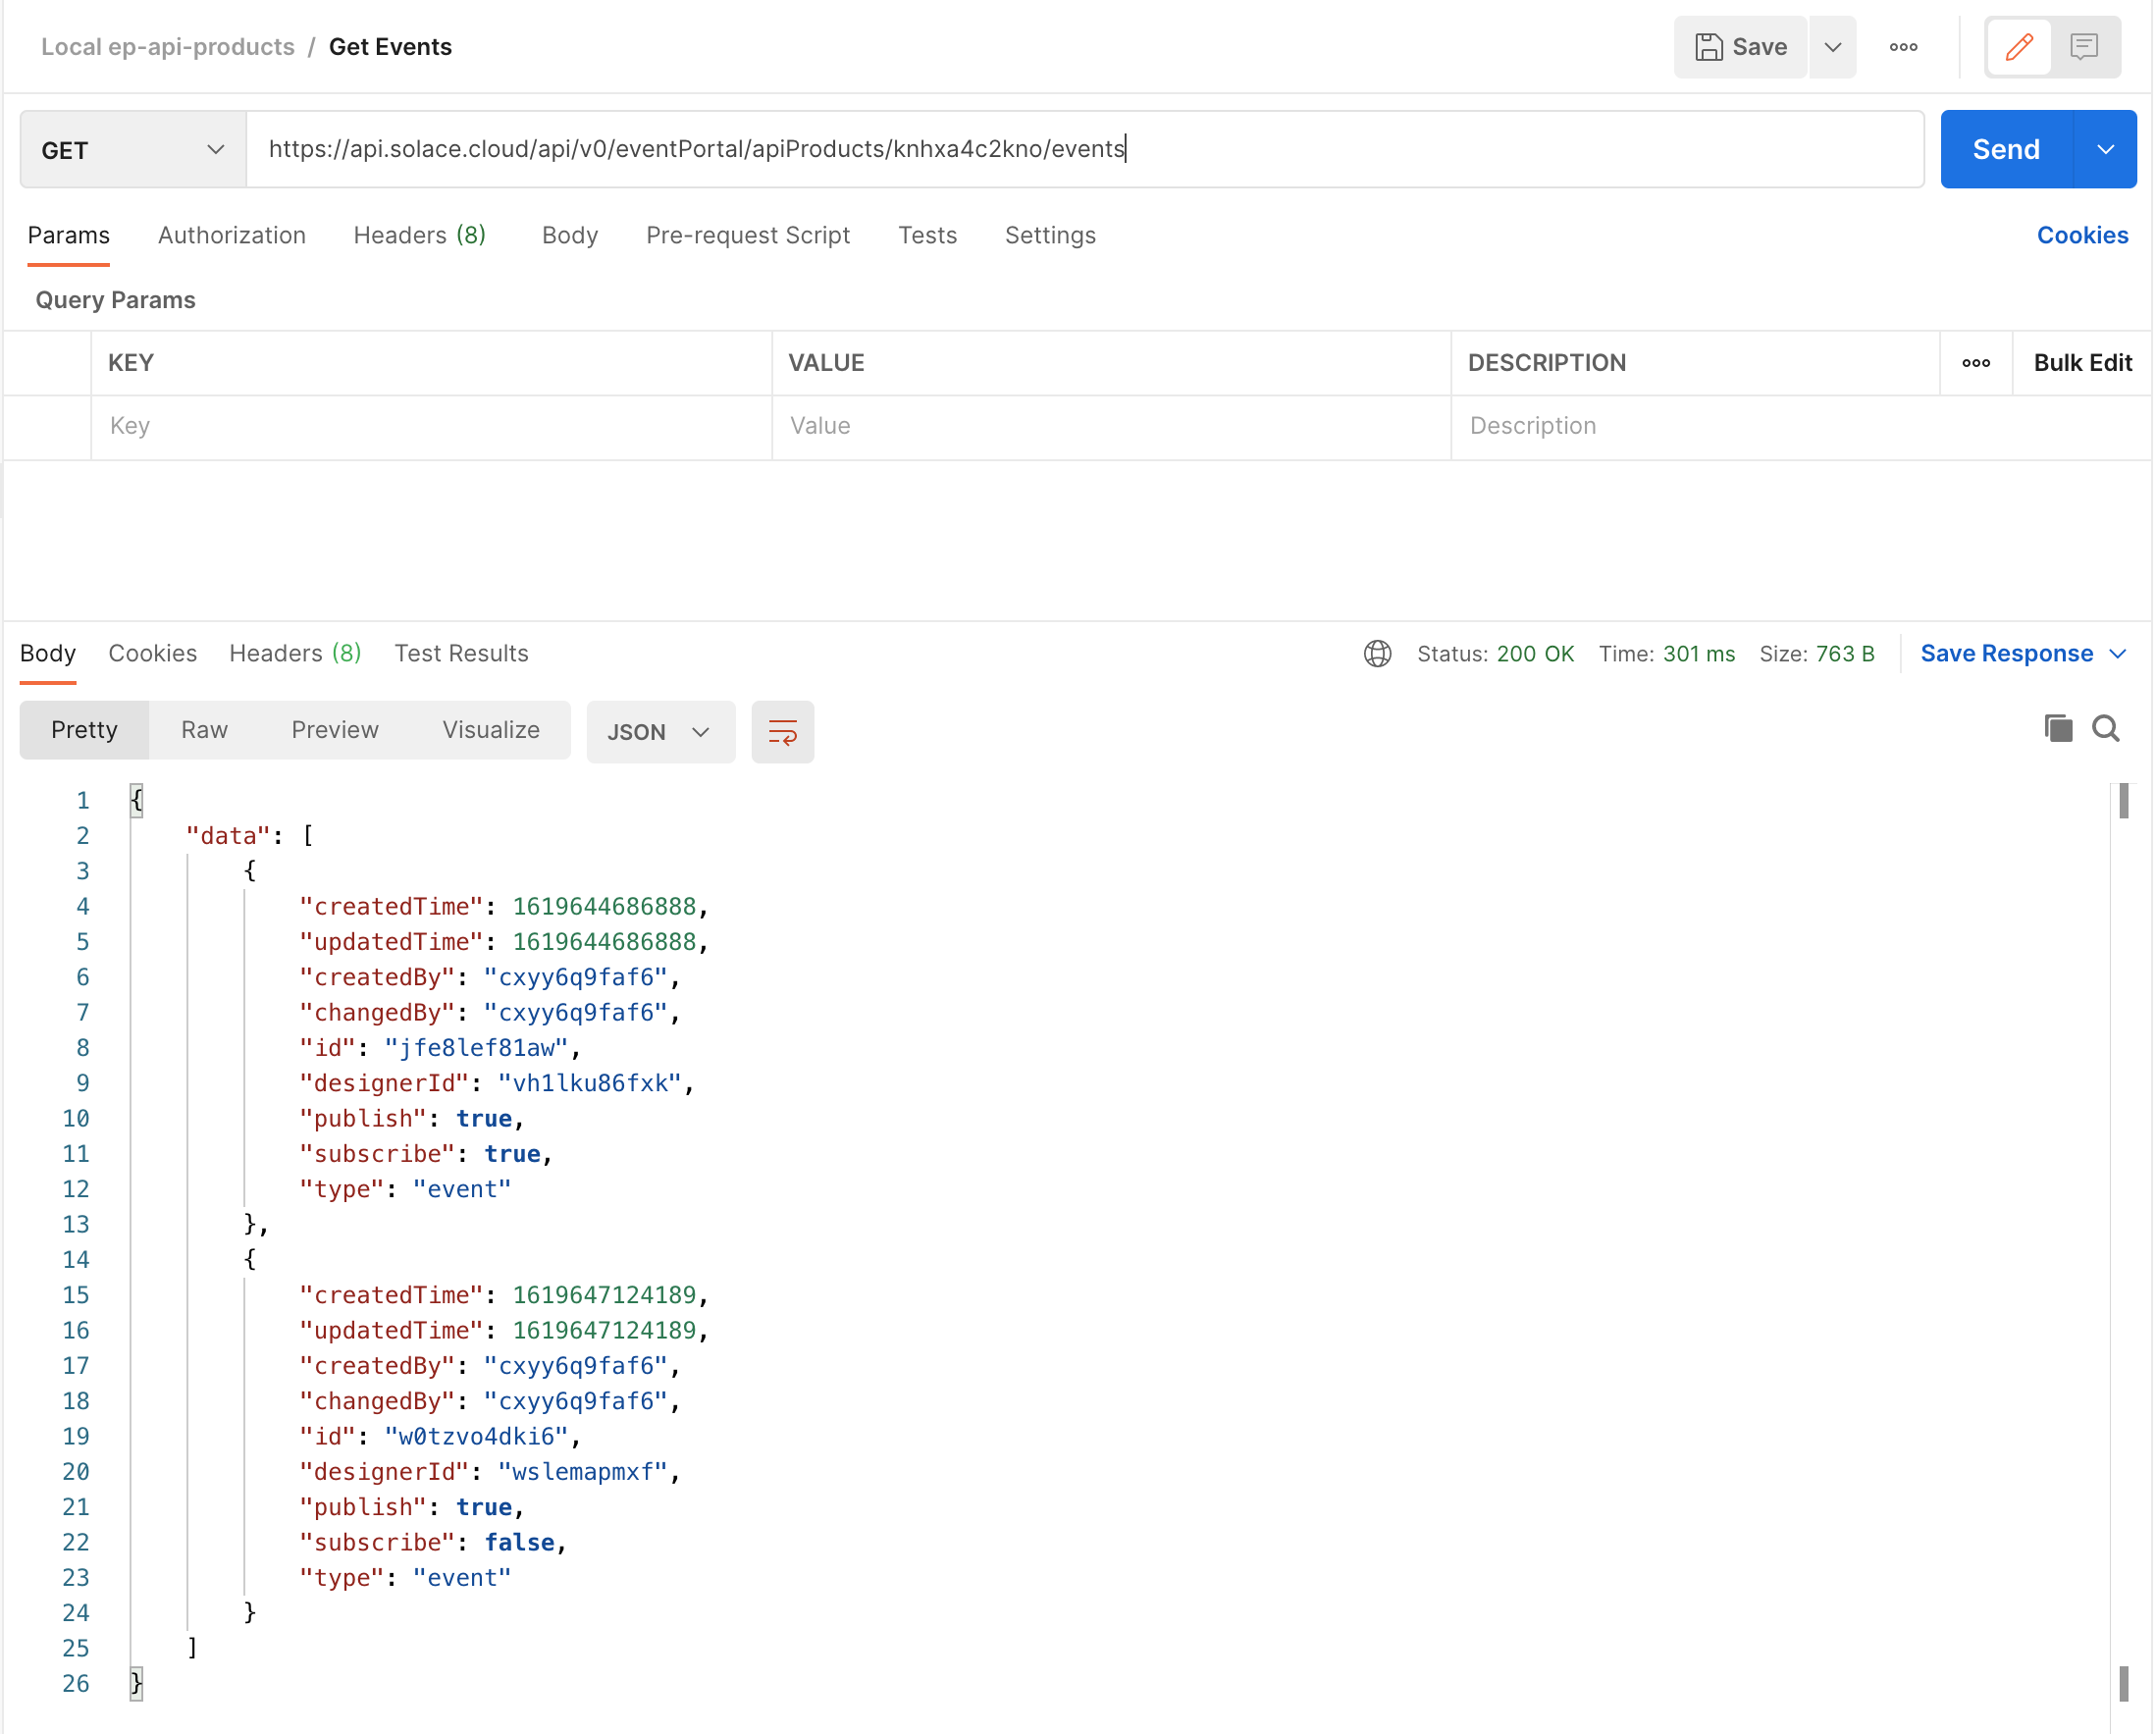 Local ep-api-products / Get Events
Save
GET https://api.solace.cloud/api/v0/eventPortal/apiProducts/knhxa4c2kno/events Send
Params Authorization Headers (8) Body Pre-request Script Tests Settings Cookies
Query Params
KEY VALUE DESCRIPTION Bulk Edit
Key Value Description
Body Cookies Headers (8) Test Results Status: 200 OK Time: 301 ms Size: 763 B Save Response
Pretty Raw Preview Visualize JSON
1 {
2 "data": [
3 {
4 "createdTime": 1619644686888,
5 "updatedTime": 1619644686888,
6 "createdBy": "cxyy6q9faf6",
7 "changedBy": "cxyy6q9faf6",
8 "id": "jfe8lef81aw",
9 "designerId": "vh1lku86fxk",
10 "publish": true,
11 "subscribe": true,
12 "type": "event"
13 },
14 {
15 "createdTime": 1619647124189,
16 "updatedTime": 1619647124189,
17 "createdBy": "cxyy6q9faf6",
18 "changedBy": "cxyy6q9faf6",
19 "id": "w0tzvo4dki6",
20 "designerId": "wslemapmxf",
21 "publish": true,
22 "subscribe": false,
23 "type": "event"
24 }
25 ]
26 }